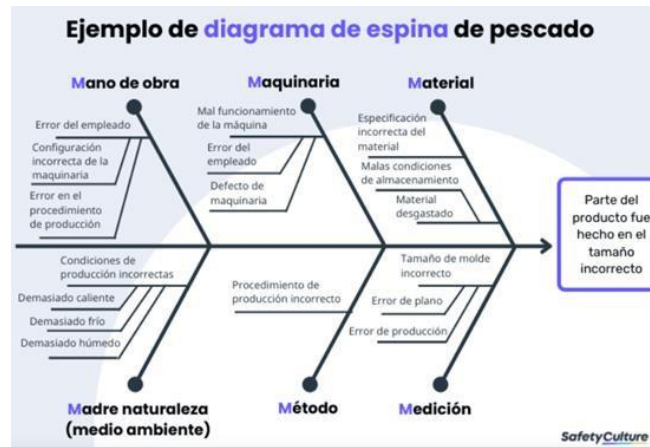 Ejemplo de diagrama de espina de pescado
Mano de obra
Maquinaria
Material
Error del empleado
Configuración
incorrecta de la
maquinaria
Error en el
procedimiento
de producción
Mal funcionamiento
de la máquina
Error del
empleado
Defecto de
maquinaria
Especificación
incorrecta del
material
Malas condiciones
de almacenamiento
Material
desgastado
Parte del
producto fue
hecho en el
tamaño
incorrecto
Condiciones de
producción incorrectas
Demasiado caliente
Demasiado frío
Demasiado húmedo
Procedimiento de
producción incorrecto
Tamaño de molde
incorrecto
Error de plano
Error de producción
Madre naturaleza
(medio ambiente)
Método
Medición
SafetyCulture